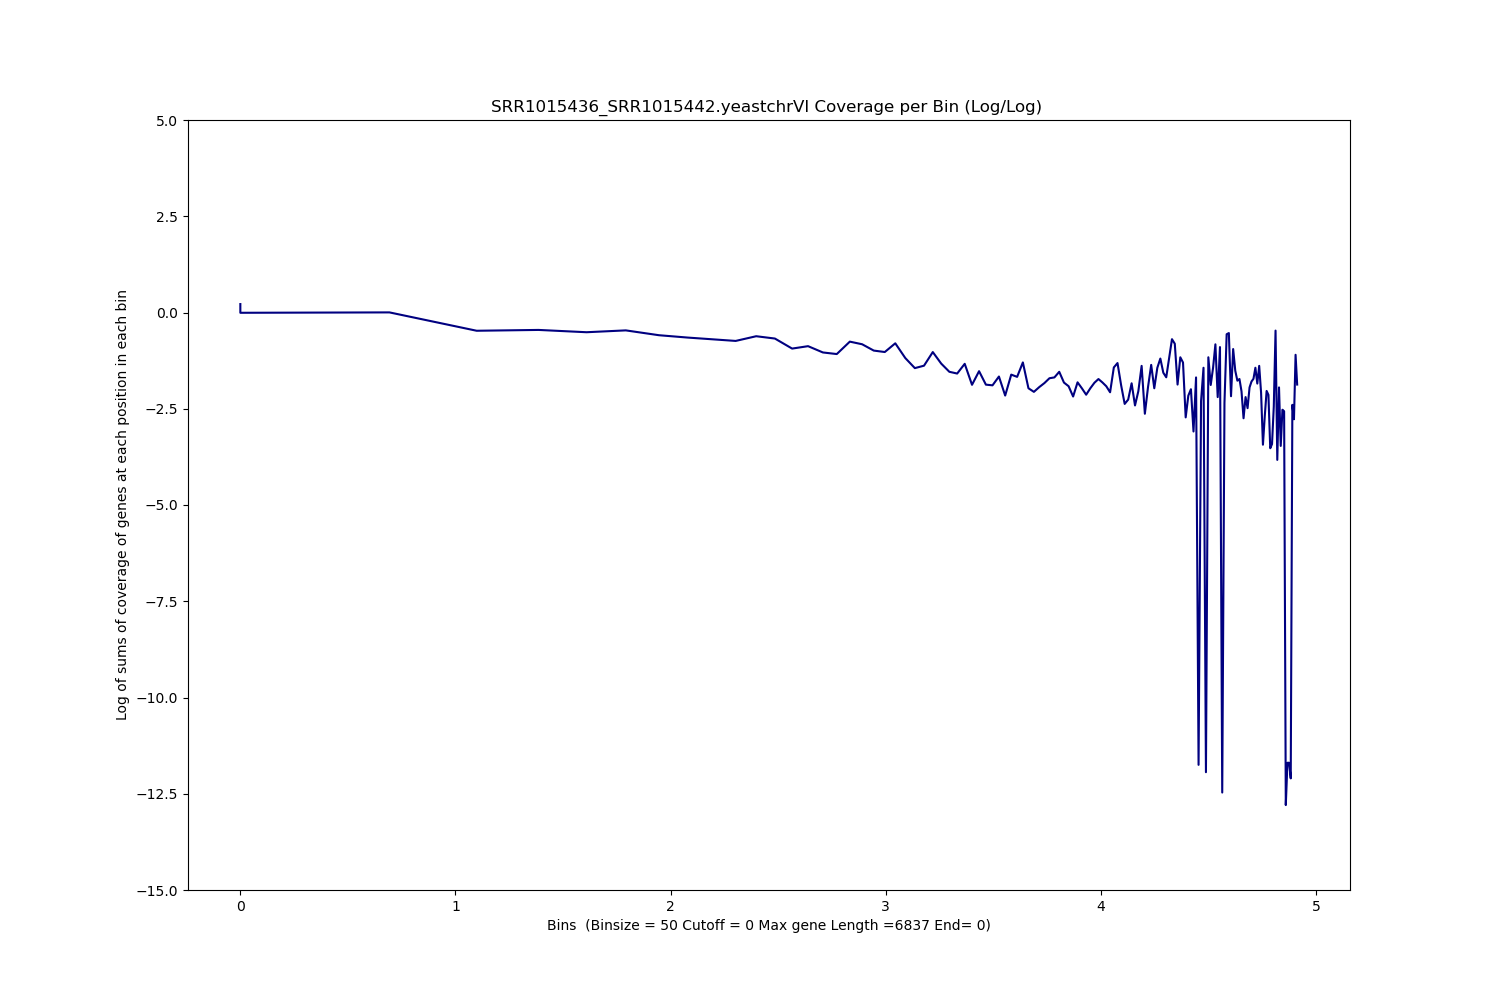 SRR1015436_SRR1015442.yeastchrVI Coverage per Bin (Log/Log)
5.0
2.5
0.0
−2.5
−5.0
−7.5
−10.0
−12.5
−15.0
Log of sums of coverage of genes at each position in each bin
0 1 2 3 4 5
Bins  (Binsize = 50 Cutoff = 0 Max gene Length =6837 End= 0)